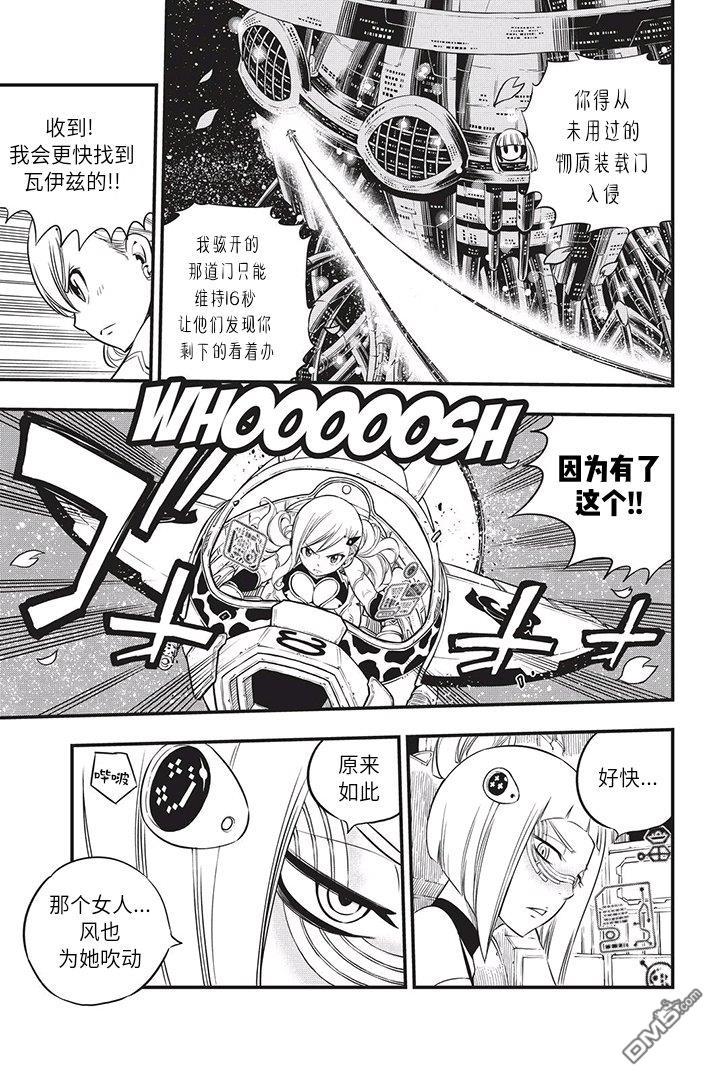 你得从
未用过的
物质装载门
入侵
我骇开的
那道门只能
维持16秒
让他们发现你
剩下的看着办
收到!
我会更快找到
瓦伊兹的!!
WHOOOOOSH
因为有了
这个!!
3
好快...
原来
如此
哔啵
那个女人...
风也
为她吹动
DM5.com